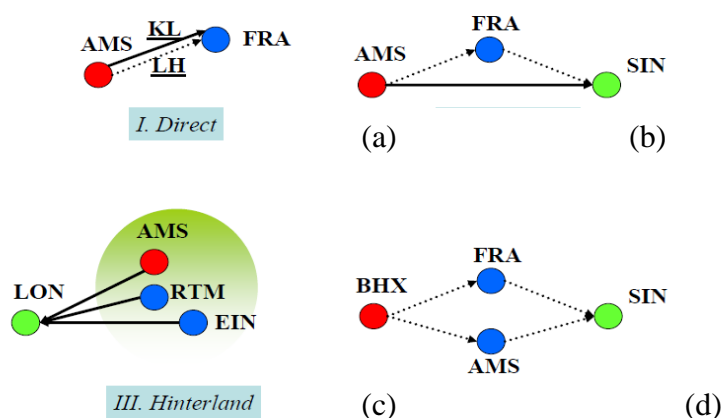 KL
AMS
FRA
LH
I. Direct
(a)
FRA
AMS
SIN
(b)
AMS
LON
RTM
EIN
III. Hinterland
(c)
FRA
BHX
SIN
AMS
(d)